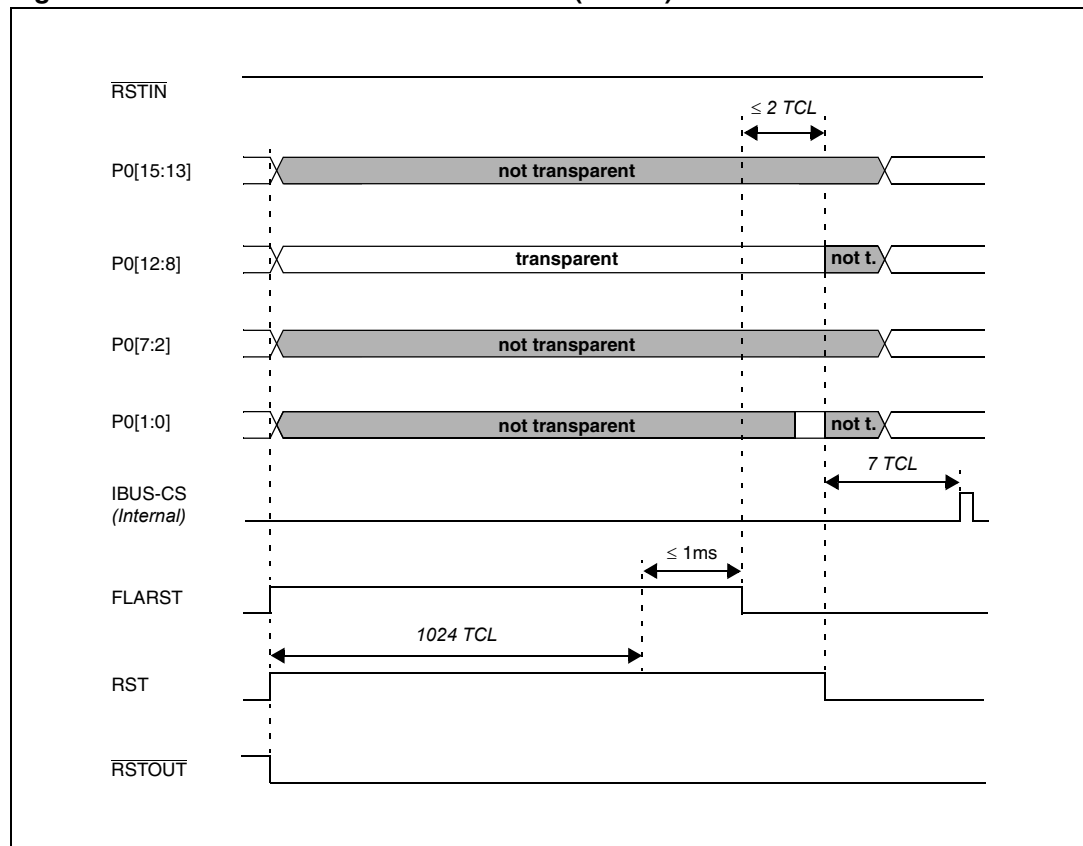 RSTIN
≤ 2 TCL
P0[15:13]
not transparent
P0[12:8]
transparent
not t.
P0[7:2]
not transparent
P0[1:0]
not transparent
not t.
7 TCL
IBUS-CS
(Internal)
≤ 1ms
FLARST
1024 TCL
RST
RSTOUT